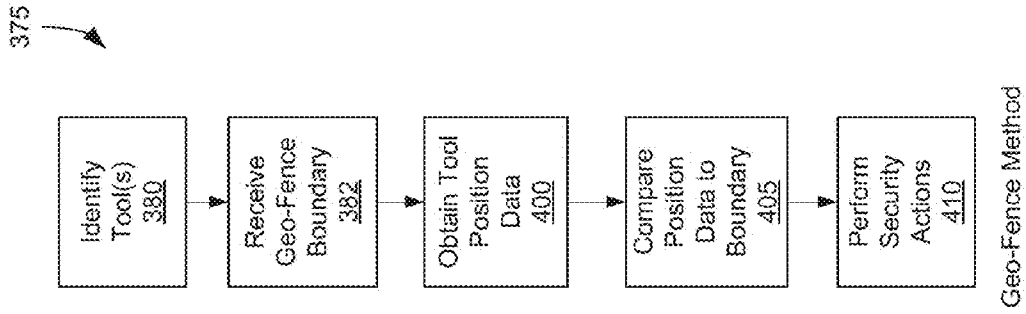 375
Identify
Tool(s)
380
Receive
Geo-Fence
Boundary
382
Obtain Tool
Position
Data
400
Compare
Position
Data to
Boundary
405
Perform
Security
Actions
410
Geo-Fence Method